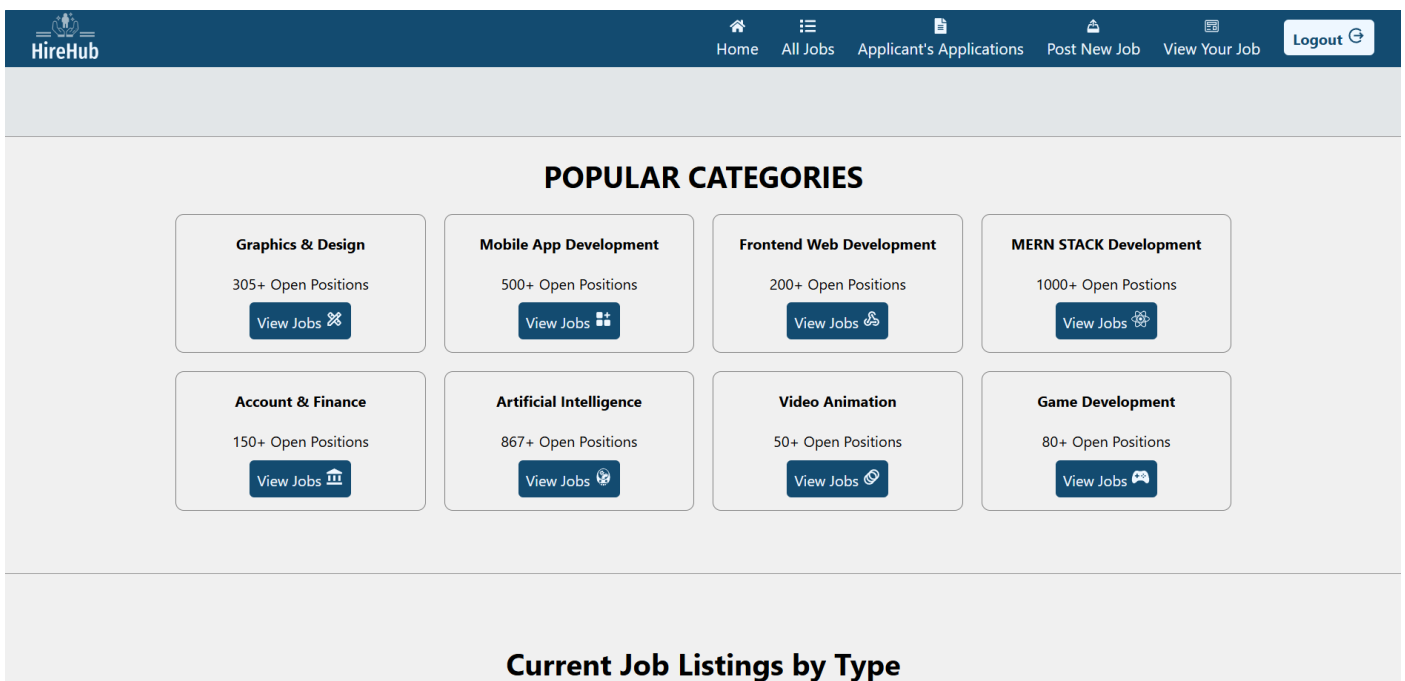 HireHub
Home All Jobs Applicant's Applications Post New Job View Your Job Logout
POPULAR CATEGORIES
Graphics & Design Mobile App Development Frontend Web Development MERN STACK Development
305+ Open Positions 500+ Open Positions 200+ Open Positions 1000+ Open Postions
View Jobs View Jobs View Jobs View Jobs
Account & Finance Artificial Intelligence Video Animation Game Development
150+ Open Positions 867+ Open Positions 50+ Open Positions 80+ Open Positions
View Jobs View Jobs View Jobs View Jobs
Current Job Listings by Type